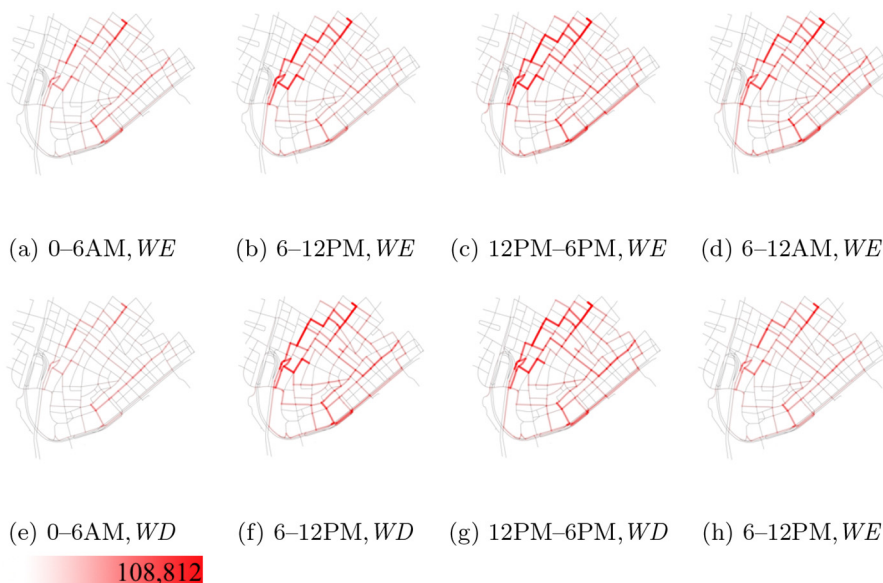 (a) 0–6AM, WE (b) 6–12PM, WE (c) 12PM–6PM, WE (d) 6–12AM, WE
(e) 0–6AM, WD (f) 6–12PM, WD (g) 12PM–6PM, WD (h) 6–12PM, WE
108,812